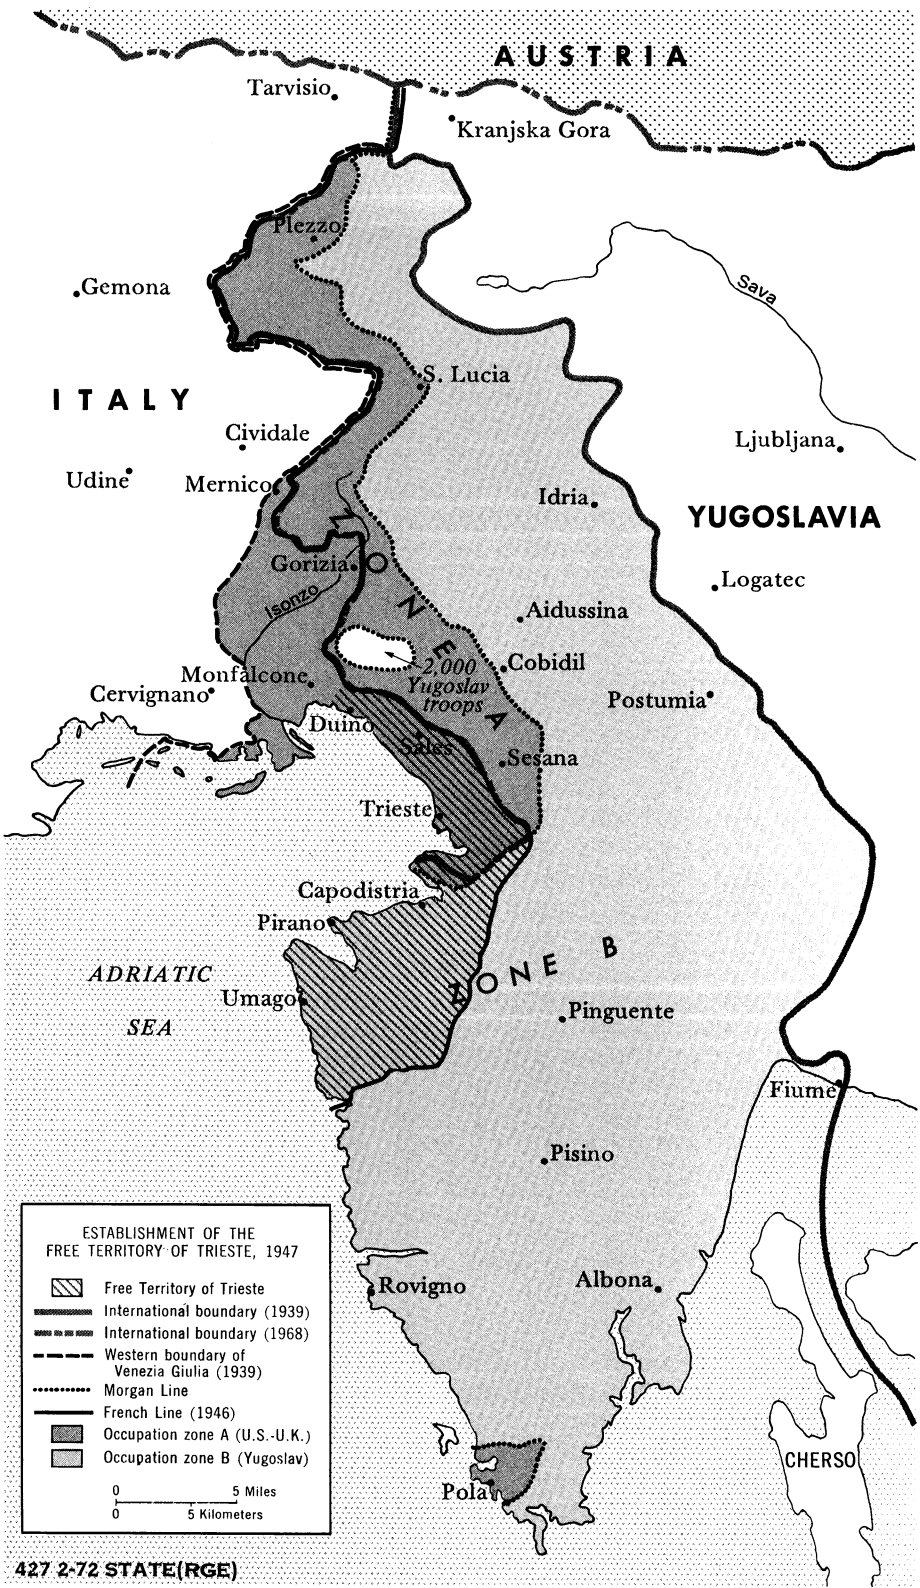 AUSTRIA
Tarvisio
Kranjska Gora
Plezzo
Gemona
Sava
S. Lucia
ITALY
Cividale
Ljubljana
Udine
Mernico
Idria
YUGOSLAVIA
ZONE A
Gorizia
Logatec
Isonzo
Aidussina
2,000
Yugoslav
troops
Cobidil
Monfalcone
Cervignano
Postumia
Duino
Sales
Sesana
Trieste
Capodistria
Pirano
ZONE B
ADRIATIC
SEA
Umago
Pinguente
Fiume
Pisino
ESTABLISHMENT OF THE
FREE TERRITORY OF TRIESTE, 1947
Free Territory of Trieste
International boundary (1939)
International boundary (1968)
Western boundary of
Venezia Giulia (1939)
Morgan Line
French Line (1946)
Occupation zone A (U.S.-U.K.)
Occupation zone B (Yugoslav)
0 5 Miles
0 5 Kilometers
Rovigno
Albona
CHERSO
Pola
427 2-72 STATE(RGE)